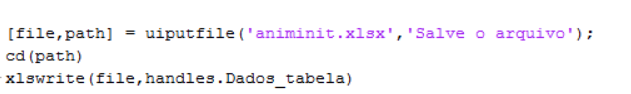 [file,path] = uiputfile('animinit.xlsx','Salve o arquivo');
cd(path)
xlswrite(file,handles.Dados_tabela)